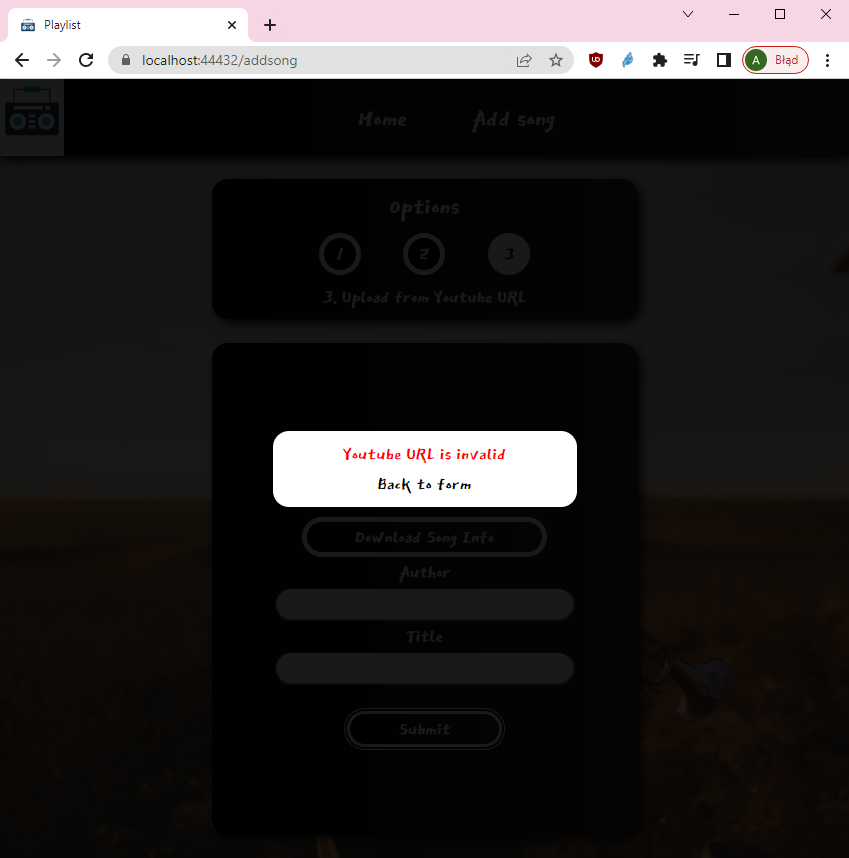 Playlist
localhost:44432/addsong
A Błąd
Home Add song
Options
1 2 3
3. Upload from Youtube URL
Youtube URL is invalid
Back to form
Download Song Info
Author
Title
Submit